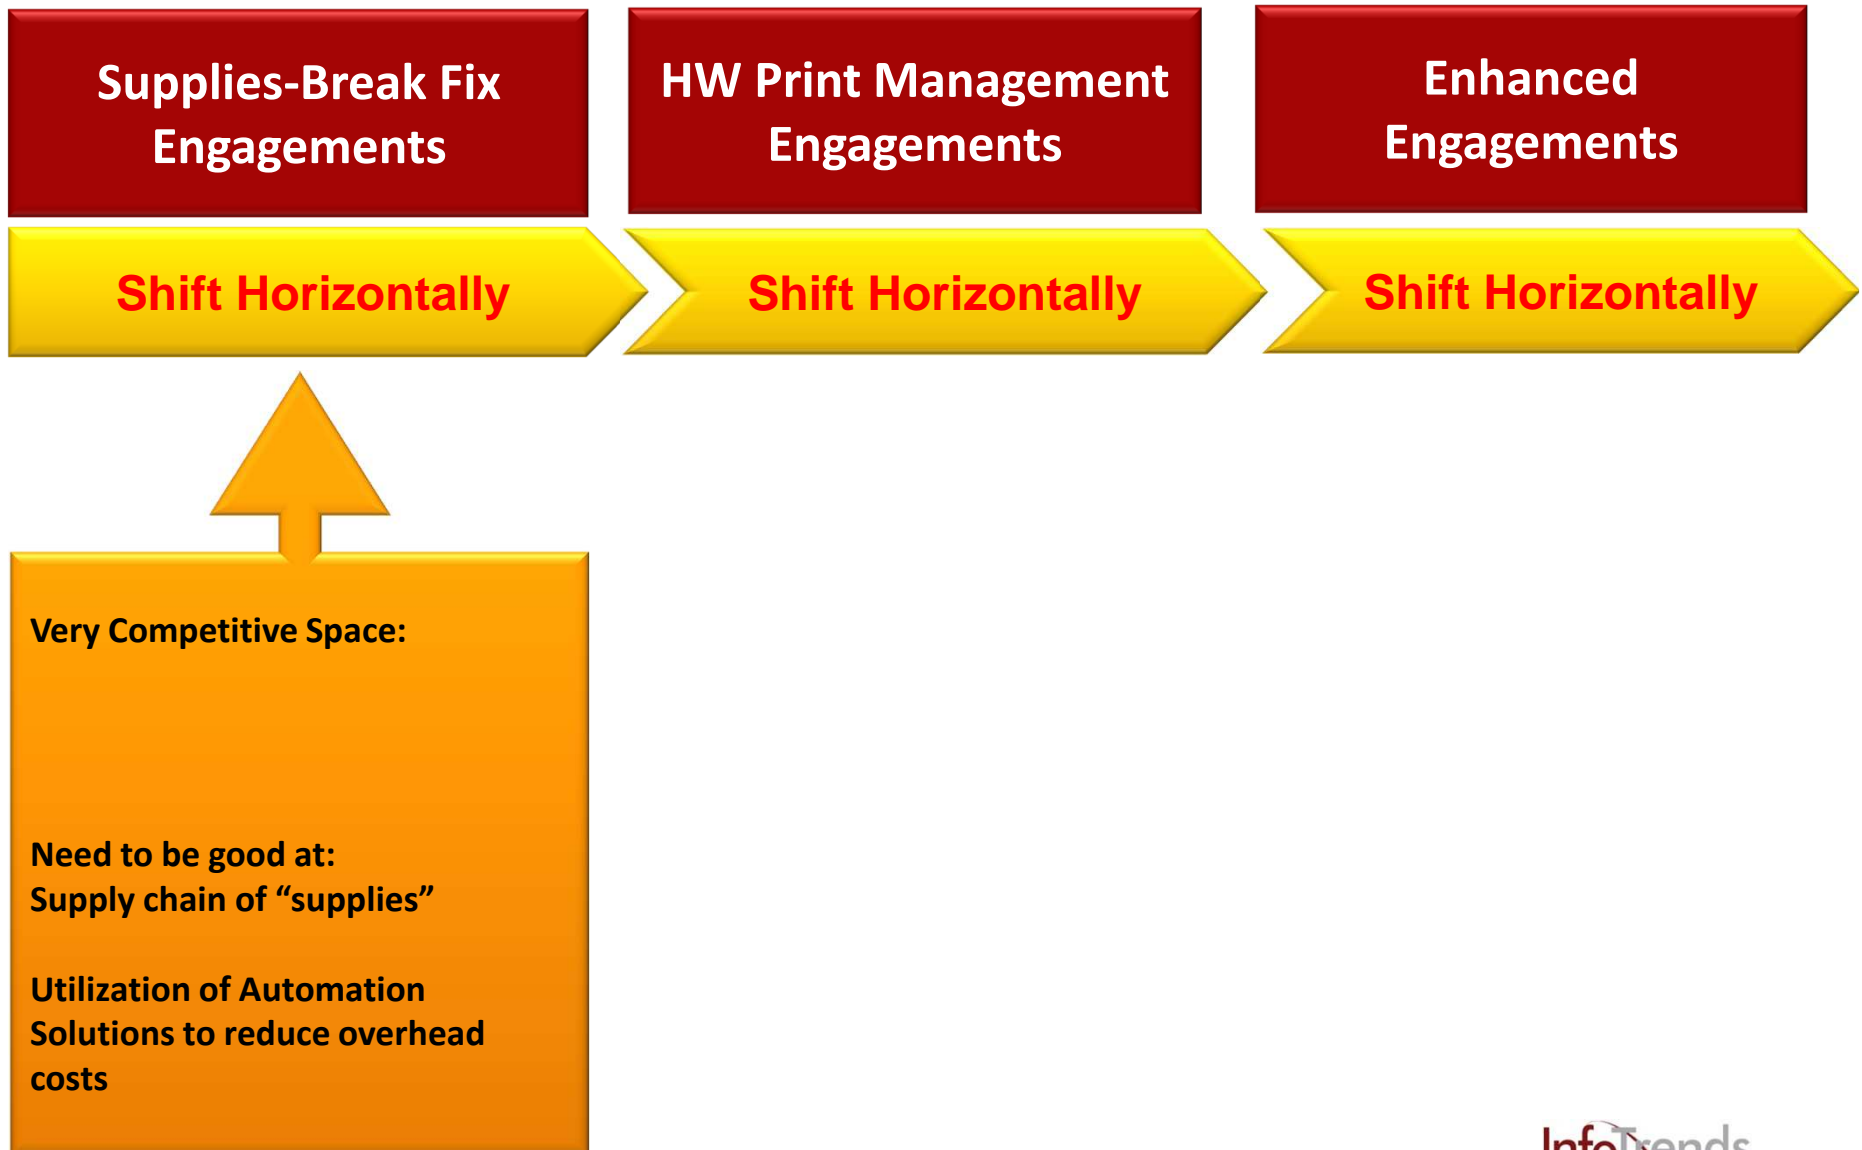 Supplies-Break Fix
Engagements
HW Print Management
Engagements
Enhanced
Engagements
Shift Horizontally
Shift Horizontally
Shift Horizontally
Very Competitive Space:
Need to be good at:
Supply chain of “supplies”
Utilization of Automation
Solutions to reduce overhead
costs
InfoTrends